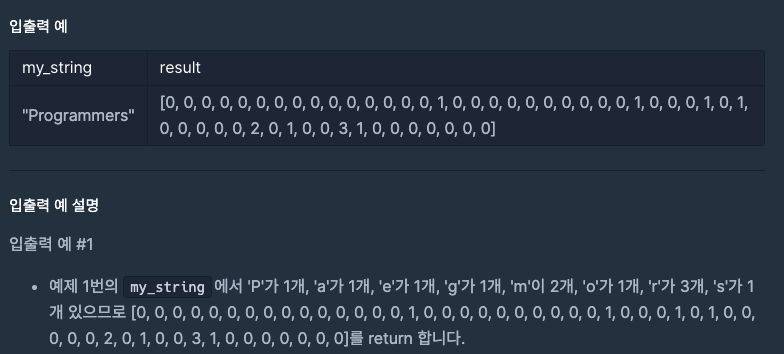 입출력 예
my_string result
"Programmers" [0, 0, 0, 0, 0, 0, 0, 0, 0, 0, 0, 0, 0, 0, 0, 1, 0, 0, 0, 0, 0, 0, 0, 0, 0, 0, 1, 0, 0, 0, 1, 0, 1,
0, 0, 0, 0, 0, 2, 0, 1, 0, 0, 3, 1, 0, 0, 0, 0, 0, 0, 0]
입출력 예 설명
입출력 예 #1
• 예제 1번의 my_string 에서 'P'가 1개, 'a'가 1개, 'e'가 1개, 'g'가 1개, 'm'이 2개, 'o'가 1개, 'r'가 3개, 's'가 1
개 있으므로 [0, 0, 0, 0, 0, 0, 0, 0, 0, 0, 0, 0, 0, 0, 0, 1, 0, 0, 0, 0, 0, 0, 0, 0, 0, 0, 1, 0, 0, 0, 1, 0, 1, 0, 0,
0, 0, 0, 2, 0, 1, 0, 0, 3, 1, 0, 0, 0, 0, 0, 0, 0]를 return 합니다.